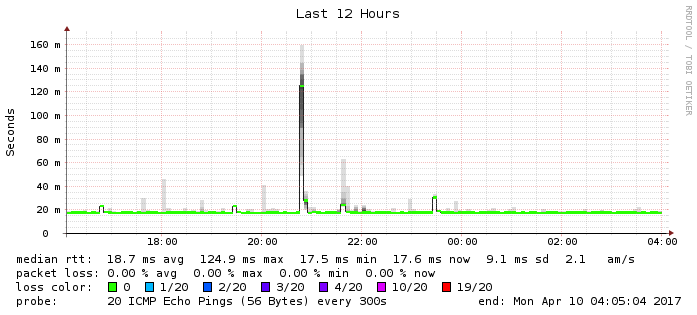 Last 12 Hours
RRDTOOL / TOBI OETIKER
Seconds
160 m
140 m
120 m
100 m
80 m
60 m
40 m
20 m
0
18:00 20:00 22:00 00:00 02:00 04:00
median rtt: 18.7 ms avg 124.9 ms max 17.5 ms min 17.6 ms now 9.1 ms sd 2.1 am/s
packet loss: 0.00 % avg 0.00 % max 0.00 % min 0.00 % now
loss color: 0 1/20 2/20 3/20 4/20 10/20 19/20
probe: 20 ICMP Echo Pings (56 Bytes) every 300s end: Mon Apr 10 04:05:04 2017